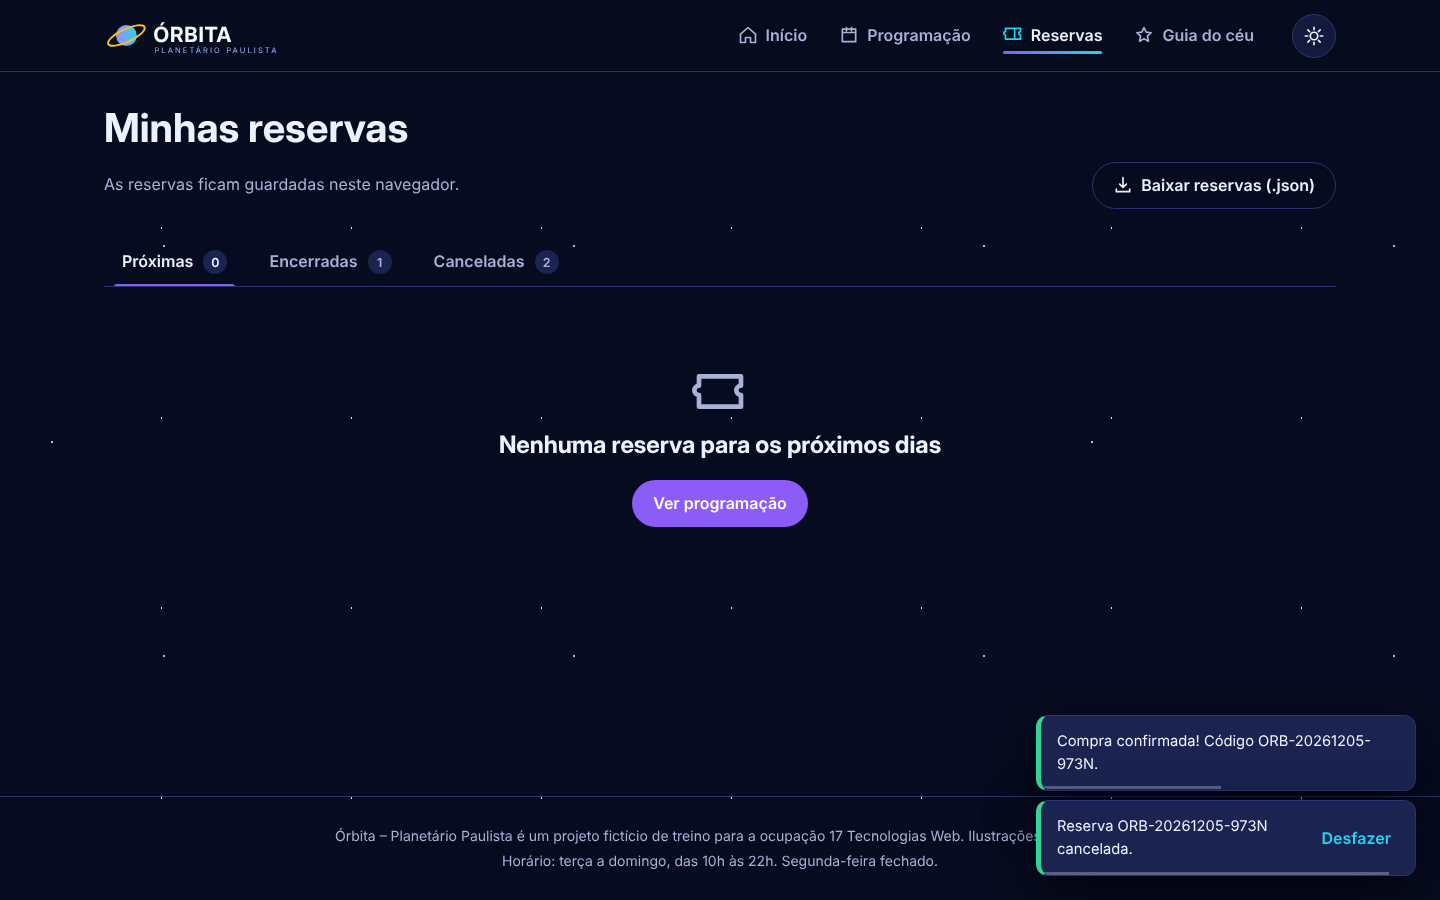 ÓRBITA
PLANETÁRIO PAULISTA
Início
Programação
Reservas
Guia do céu
Minhas reservas
As reservas ficam guardadas neste navegador.
Baixar reservas (.json)
Próximas 0
Encerradas 1
Canceladas 2
Nenhuma reserva para os próximos dias
Ver programação
Compra confirmada! Código ORB-20261205-
973N.
Reserva ORB-20261205-973N
cancelada.
Desfazer
Órbita – Planetário Paulista é um projeto fictício de treino para a ocupação 17 Tecnologias Web. Ilustrações
Horário: terça a domingo, das 10h às 22h. Segunda-feira fechado.